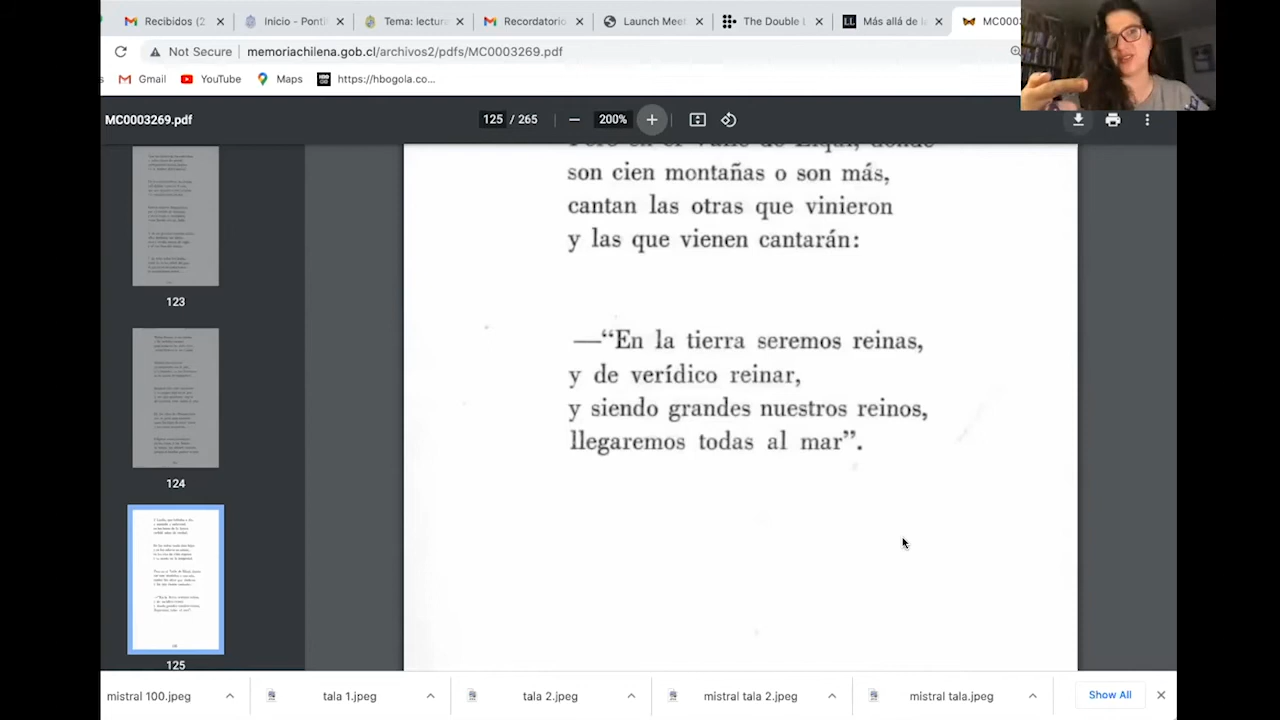 Recibidos (2
Inicio - Ponti
Tema: lectur
Recordatorio
Launch Meet
The Double L
Más allá de l
MC0003
Not Secure
memoriachilena.gob.cl/archivos2/pdfs/MC0003269.pdf
Gmail
YouTube
Maps
https://hbogola.co...
MC0003269.pdf
125 / 265
200%
123
124
125
son cien montañas o son más,
cantan las otras que vinieron
y las que vienen cantarán:
—“En la tierra seremos reinas,
y de verídico reinar,
y siendo grandes nuestros reinos,
llegaremos todas al mar”.
mistral 100.jpeg
tala 1.jpeg
tala 2.jpeg
mistral tala 2.jpeg
mistral tala.jpeg
Show All